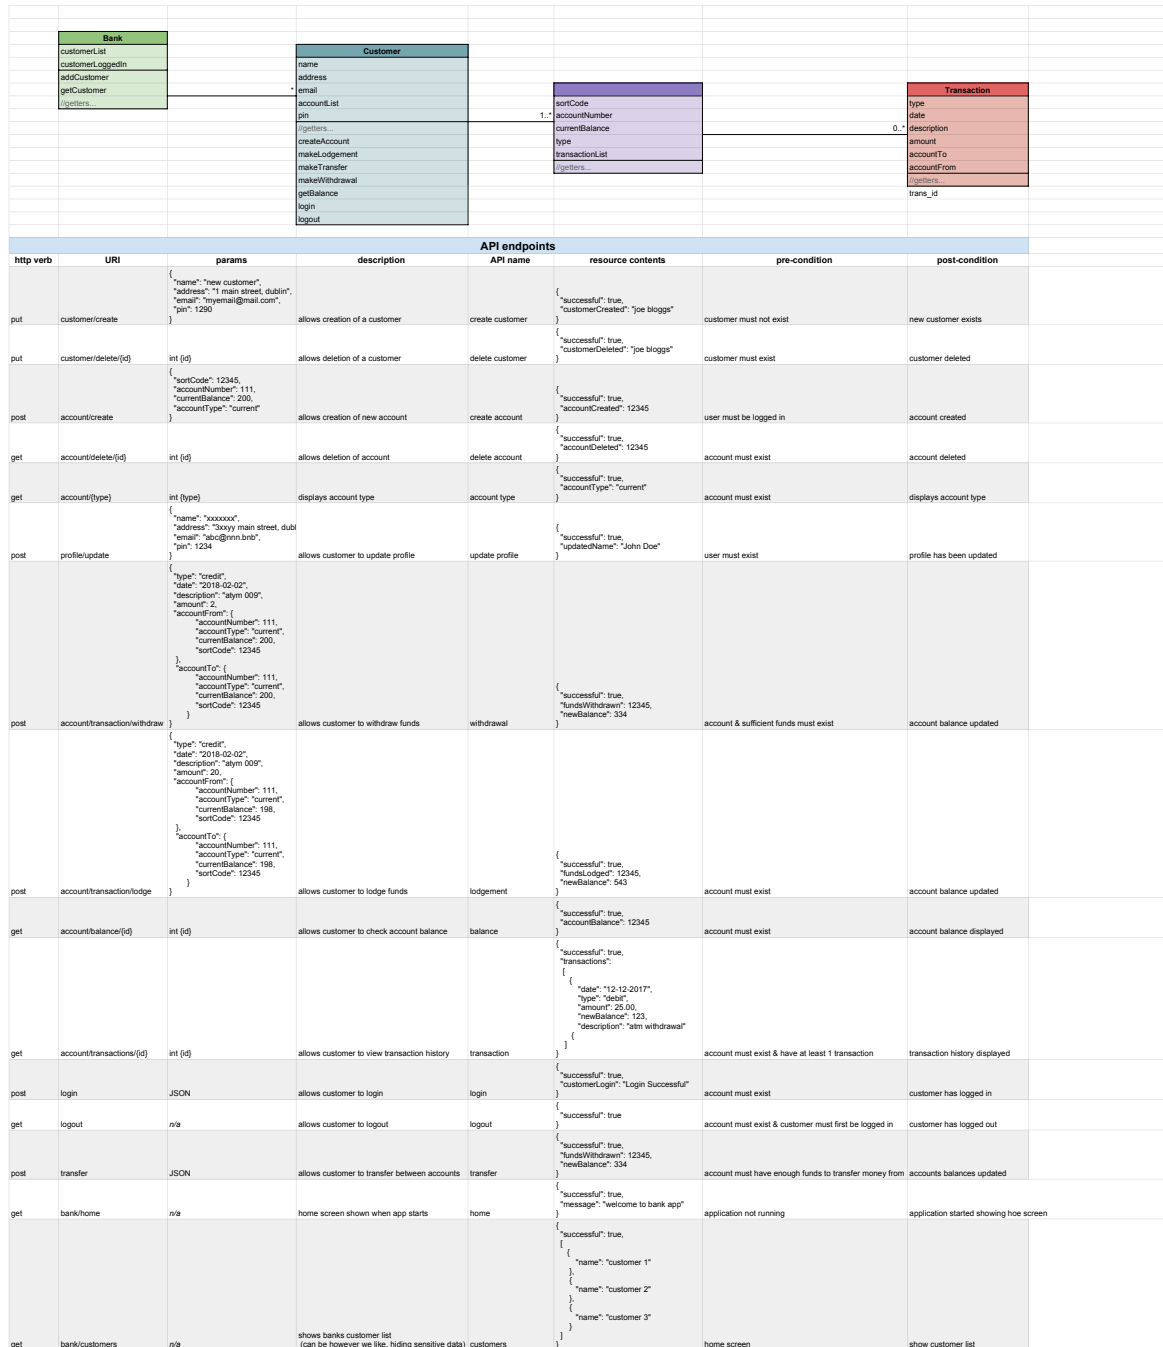 Bank
customerList
customerLoggedIn
addCustomer
getCustomer
//getters...
*
Customer
name
address
email
accountList
pin
//getters...
createAccount
makeLodgement
makeTransfer
makeWithdrawal
getBalance
login
logout
1..*
sortCode
accountNumber
currentBalance
type
transactionList
//getters...
0..*
Transaction
type
date
description
amount
accountTo
accountFrom
//getters...
trans_id
API endpoints
http verb URI params description API name resource contents pre-condition post-condition
{
"name": "new customer",
"address": "1 main street, dublin",
"email": "myemail@mail.com",
"pin": 1290
}
{
"successful": true,
"customerCreated": "joe bloggs"
}
put customer/create allows creation of a customer create customer customer must not exist new customer exists
{
"successful": true,
"customerDeleted": "joe bloggs"
}
put customer/delete/{id} int {id} allows deletion of a customer delete customer customer must exist customer deleted
{
"sortCode": 12345,
"accountNumber": 111,
"currentBalance": 200,
"accountType": "current"
}
{
"successful": true,
"accountCreated": 12345
}
post account/create allows creation of new account create account user must be logged in account created
{
"successful": true,
"accountDeleted": 12345
}
get account/delete/{id} int {id} allows deletion of account delete account account must exist account deleted
{
"successful": true,
"accountType": "current"
}
get account/{type} int {type} displays account type account type account must exist displays account type
{
"name": "xxxxxxx",
"address": "3xxyy main street, dubl
"email": "abc@nnn.bnb",
"pin": 1234
}
{
"successful": true,
"updatedName": "John Doe"
}
post profile/update allows customer to update profile update profile user must exist profile has been updated
{
"type": "credit",
"date": "2018-02-02",
"description": "atym 009",
"amount": 2,
"accountFrom": {
"accountNumber": 111,
"accountType": "current",
"currentBalance": 200,
"sortCode": 12345
},
"accountTo": {
"accountNumber": 111,
"accountType": "current",
"currentBalance": 200,
"sortCode": 12345
}
}
{
"successful": true,
"fundsWithdrawn": 12345,
"newBalance": 334
}
post account/transaction/withdraw allows customer to withdraw funds withdrawal account & sufficient funds must exist account balance updated
{
"type": "credit",
"date": "2018-02-02",
"description": "atym 009",
"amount": 20,
"accountFrom": {
"accountNumber": 111,
"accountType": "current",
"currentBalance": 198,
"sortCode": 12345
},
"accountTo": {
"accountNumber": 111,
"accountType": "current",
"currentBalance": 198,
"sortCode": 12345
}
}
{
"successful": true,
"fundsLodged": 12345,
"newBalance": 543
}
post account/transaction/lodge allows customer to lodge funds lodgement account must exist account balance updated
{
"successful": true,
"accountBalance": 12345
}
get account/balance/{id} int {id} allows customer to check account balance balance account must exist account balance displayed
{
"successful": true,
"transactions":
[
{
"date": "12-12-2017",
"type": "debit",
"amount": 25.00,
"newBalance": 123,
"description": "atm withdrawal"
{
]
}
get account/transactions/{id} int {id} allows customer to view transaction history transaction account must exist & have at least 1 transaction transaction history displayed
{
"successful": true,
"customerLogin": "Login Successful"
}
post login JSON allows customer to login login account must exist customer has logged in
{
"successful": true
}
get logout n/a allows customer to logout logout account must exist & customer must first be logged in customer has logged out
{
"successful": true,
"fundsWithdrawn": 12345,
"newBalance": 334
}
post transfer JSON allows customer to transfer between accounts transfer account must have enough funds to transfer money from accounts balances updated
{
"successful": true,
"message": "welcome to bank app"
}
get bank/home n/a home screen shown when app starts home application not running application started showing hoe screen
{
"successful": true,
[
{
"name": "customer 1"
},
{
"name": "customer 2"
},
{
"name": "customer 3"
}
]
}
shows banks customer list
get bank/customers n/a (can be however we like, hiding sensitive data) customers home screen show customer list